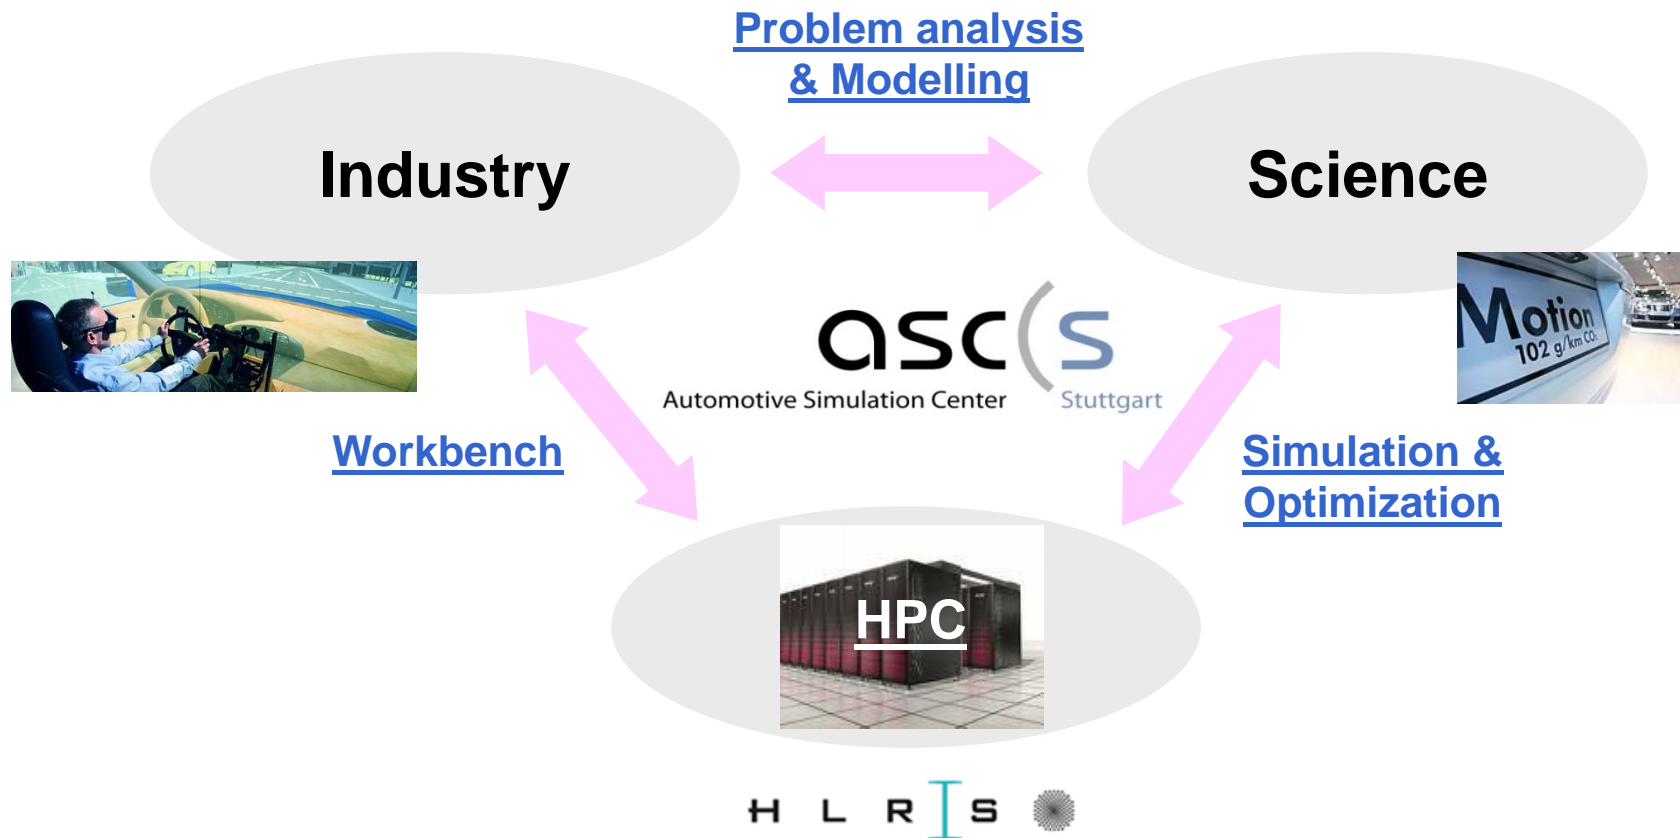 Problem analysis
& Modelling
Industry
Science
asc(s
Automotive Simulation Center Stuttgart
Motion
102 g/km CO₂
Workbench
Simulation &
Optimization
HPC
H L R I S